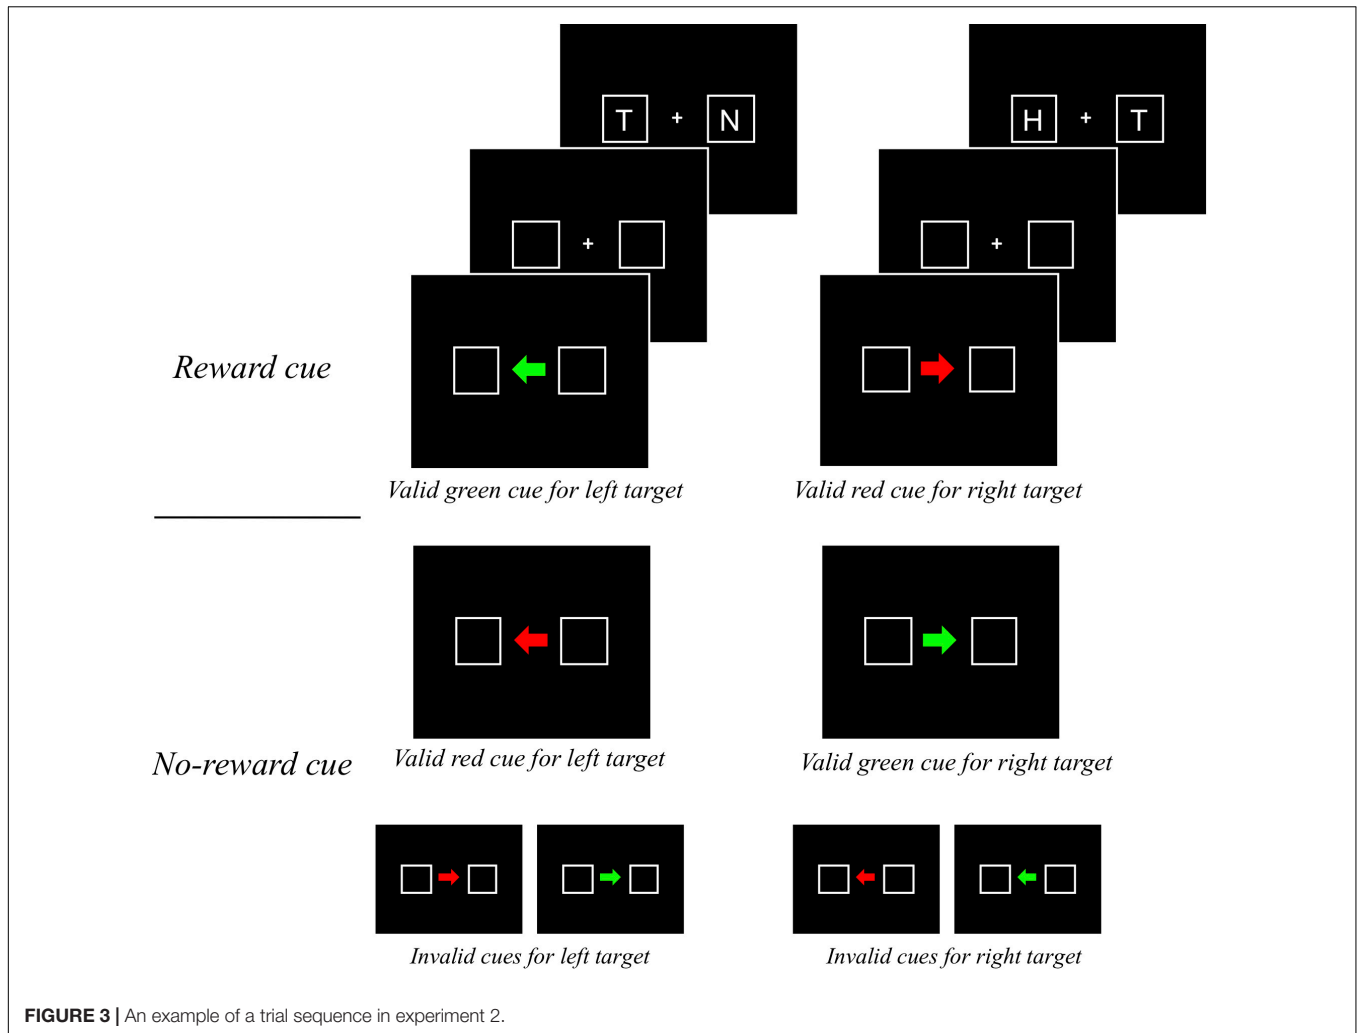 T + N
H + T
+
+
Reward cue
Valid green cue for left target
Valid red cue for right target
No-reward cue
Valid red cue for left target
Valid green cue for right target
Invalid cues for left target
Invalid cues for right target
FIGURE 3 | An example of a trial sequence in experiment 2.